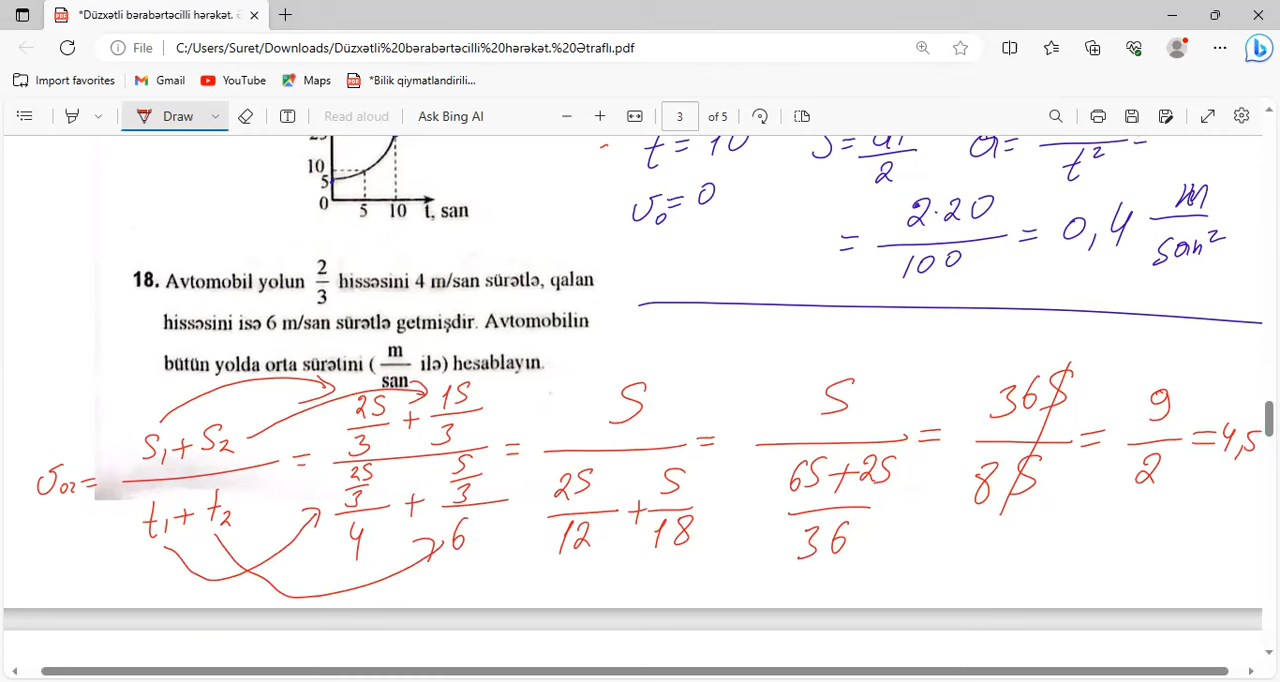 *Düzxətli bərabərtəcilli hərəkət.
File C:/Users/Suret/Downloads/Düzxətli%20bərabərtəcilli%20hərəkət.%20Ətraflı.pdf
Import favorites Gmail YouTube Maps *Bilik qiymatlandirili...
Draw Read aloud Ask Bing AI 3 of 5
10
5
0
5 10 t, san
t = 10
υ₀ = 0
2
t²
= 2·20 / 100 = 0,4 m/san²
18. Avtomobil yolun 2/3 hissəsini 4 m/san sürətlə, qalan
hissəsini isə 6 m/san sürətlə getmişdir. Avtomobilin
bütün yolda orta sürətini ( m/san ilə) hesablayın.
υor = (S₁ + S₂) / (t₁ + t₂) = (2S/3 + 1S/3) / ((2S/3)/4 + (S/3)/6) = S / (2S/12 + S/18) = S / ((6S+2S)/36) = 36S / 8S = 9/2 = 4,5